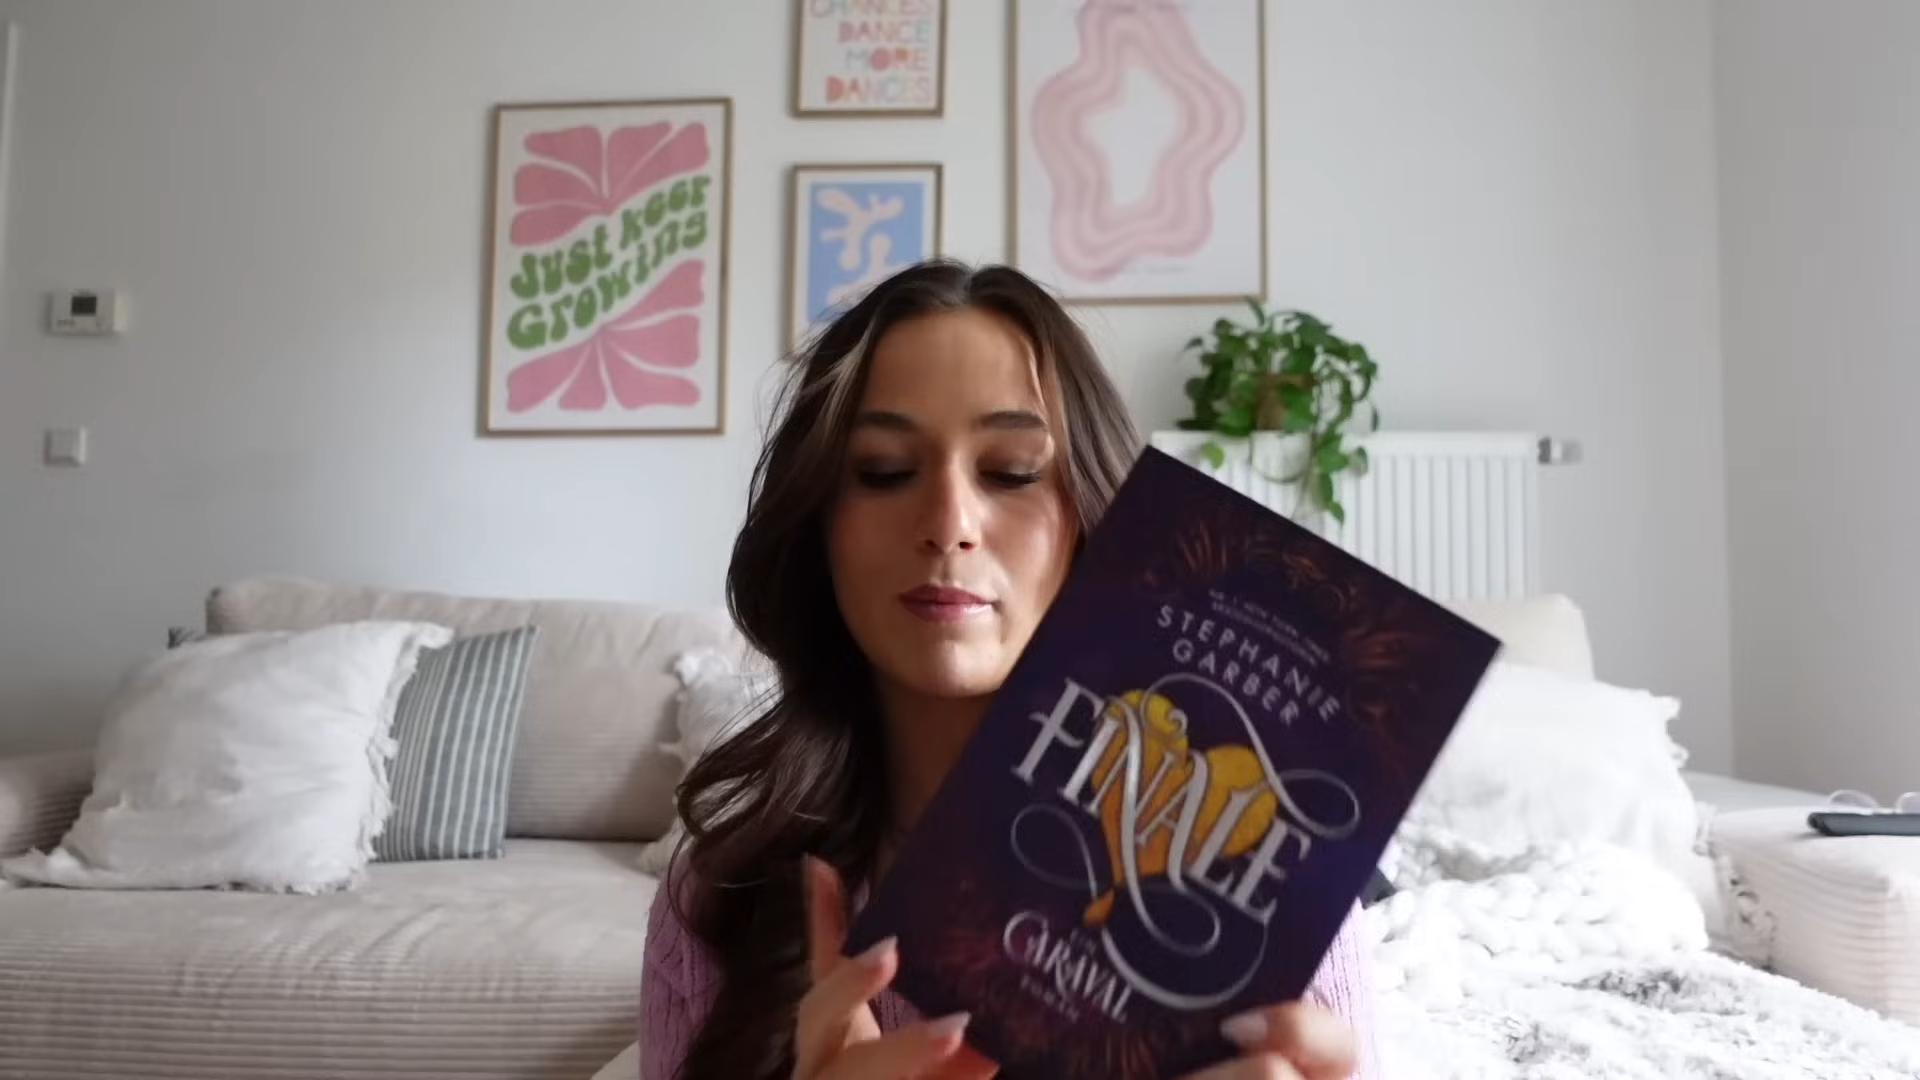 CHANCES
DANCE
MORE
DANCES
Just keep
Growing
STEPHANIE
GARBER
FINALE
CARAVAL